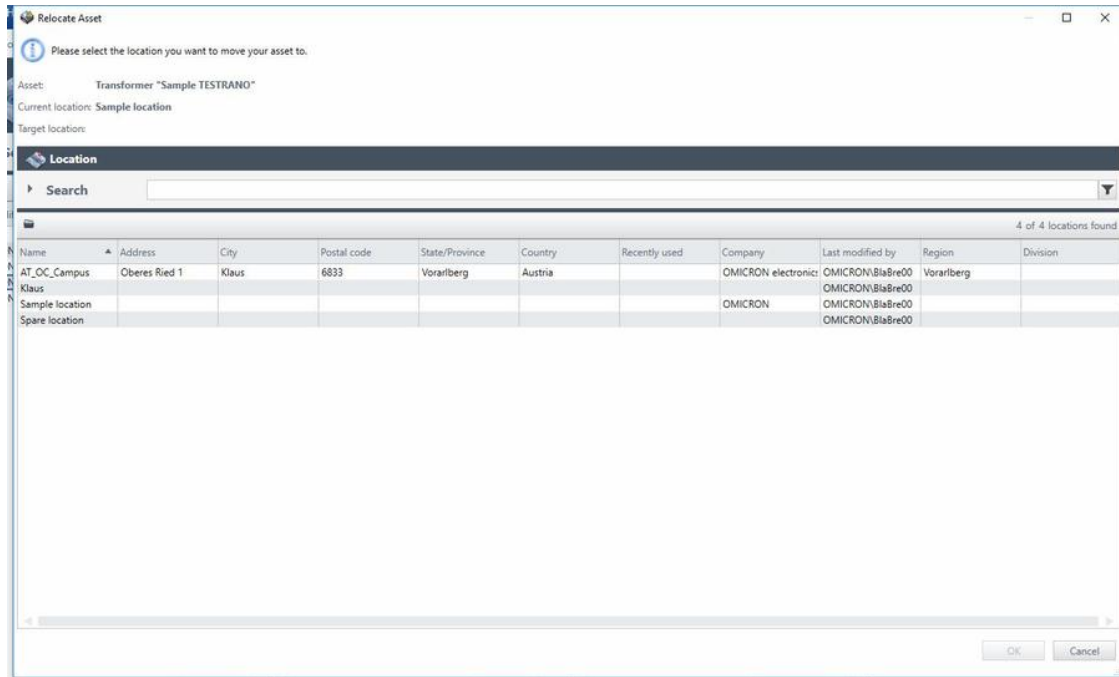 Relocate Asset
Please select the location you want to move your asset to.
Asset: Transformer "Sample TESTRANO"
Current location: Sample location
Target location:
Location
Search
4 of 4 locations found
Name Address City Postal code State/Province Country Recently used Company Last modified by Region Division
AT_OC_Campus Oberes Ried 1 Klaus 6833 Vorarlberg Austria OMICRON electronics OMICRON\BlaBre00 Vorarlberg
Klaus OMICRON\BlaBre00
Sample location OMICRON OMICRON\BlaBre00
Spare location OMICRON\BlaBre00
OK Cancel